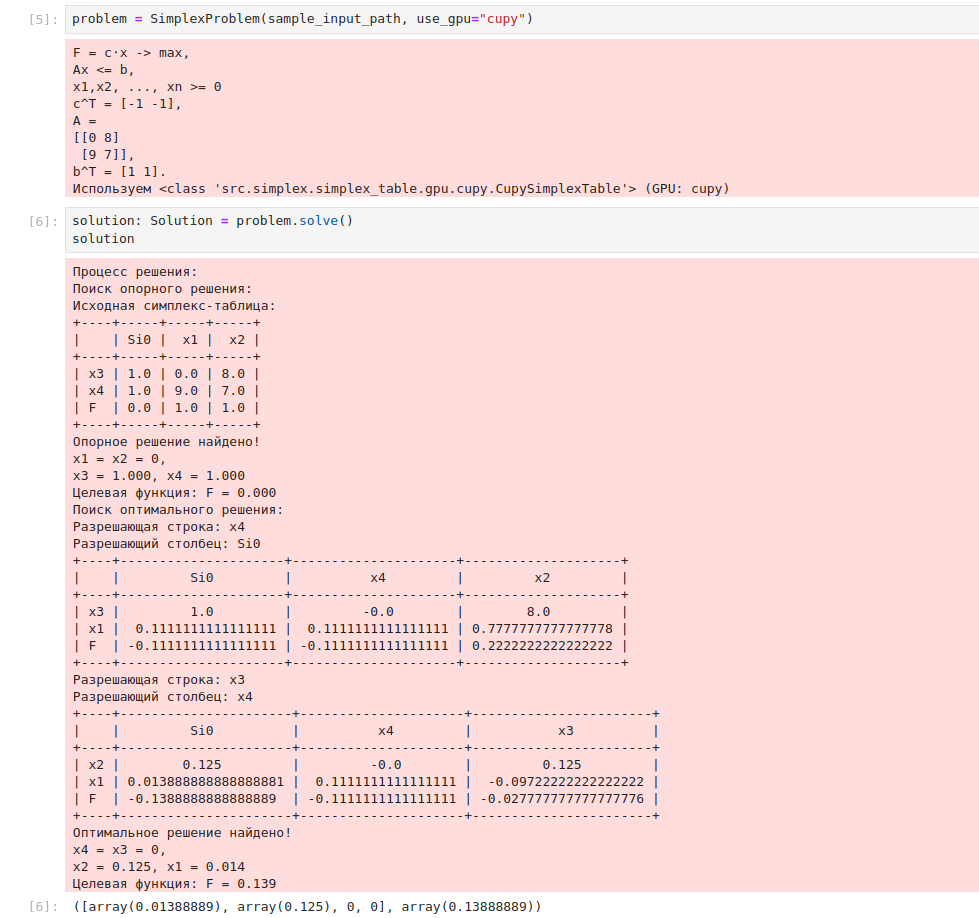 [5]: problem = SimplexProblem(sample_input_path, use_gpu="cupy")
F = c·x -> max,
Ax <= b,
x1,x2, ..., xn >= 0
c^T = [-1 -1],
A =
[[0 8]
 [9 7]],
b^T = [1 1].
Используем <class 'src.simplex.simplex_table.gpu.cupy.CupySimplexTable'> (GPU: cupy)
[6]: solution: Solution = problem.solve()
solution
Процесс решения:
Поиск опорного решения:
Исходная симплекс-таблица:
+----+-----+-----+-----+
|    | Si0 |  x1 |  x2 |
+----+-----+-----+-----+
| x3 | 1.0 | 0.0 | 8.0 |
| x4 | 1.0 | 9.0 | 7.0 |
| F  | 0.0 | 1.0 | 1.0 |
+----+-----+-----+-----+
Опорное решение найдено!
x1 = x2 = 0,
x3 = 1.000, x4 = 1.000
Целевая функция: F = 0.000
Поиск оптимального решения:
Разрешающая строка: x4
Разрешающий столбец: Si0
+----+---------------------+---------------------+--------------------+
|    |         Si0         |          x4         |         x2         |
+----+---------------------+---------------------+--------------------+
| x3 |         1.0         |         -0.0        |        8.0         |
| x1 |  0.1111111111111111 |  0.1111111111111111 | 0.7777777777777778 |
| F  | -0.1111111111111111 | -0.1111111111111111 | 0.2222222222222222 |
+----+---------------------+---------------------+--------------------+
Разрешающая строка: x3
Разрешающий столбец: x4
+----+----------------------+---------------------+-----------------------+
|    |         Si0          |          x4         |           x3          |
+----+----------------------+---------------------+-----------------------+
| x2 |        0.125         |         -0.0        |         0.125         |
| x1 | 0.013888888888888881 |  0.1111111111111111 |  -0.09722222222222222 |
| F  | -0.1388888888888889  | -0.1111111111111111 | -0.027777777777777776 |
+----+----------------------+---------------------+-----------------------+
Оптимальное решение найдено!
x4 = x3 = 0,
x2 = 0.125, x1 = 0.014
Целевая функция: F = 0.139
[6]: ([array(0.01388889), array(0.125), 0, 0], array(0.13888889))